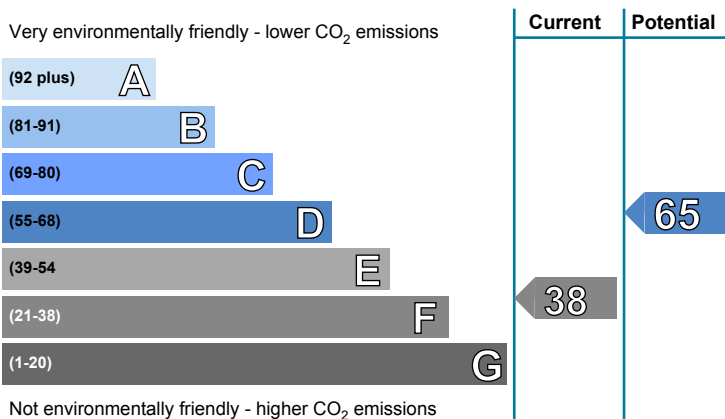 Very environmentally friendly - lower CO2 emissions
Current
Potential
(92 plus) A
(81-91) B
(69-80) C
(55-68) D
65
(39-54 E
38
(21-38) F
(1-20) G
Not environmentally friendly - higher CO2 emissions